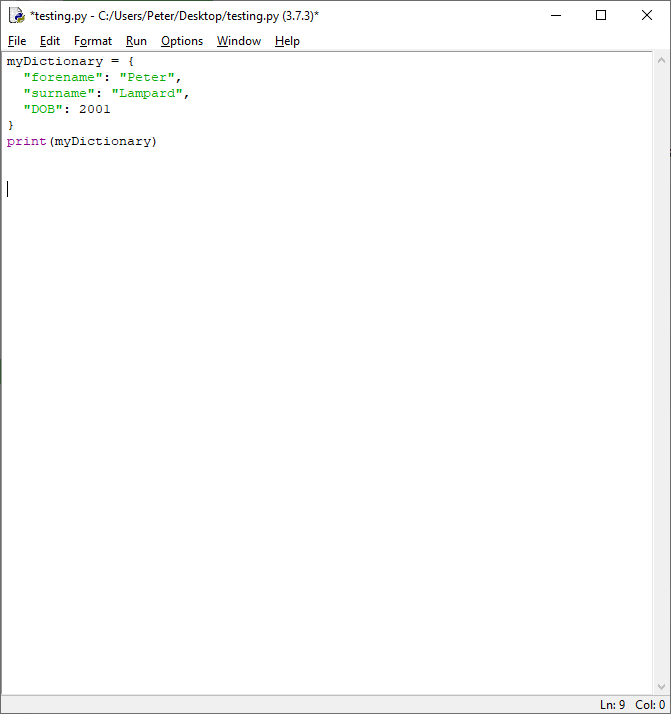 *testing.py - C:/Users/Peter/Desktop/testing.py (3.7.3)*
File Edit Format Run Options Window Help
myDictionary = {
  "forename": "Peter",
  "surname": "Lampard",
  "DOB": 2001
}
print(myDictionary)
Ln: 9 Col: 0